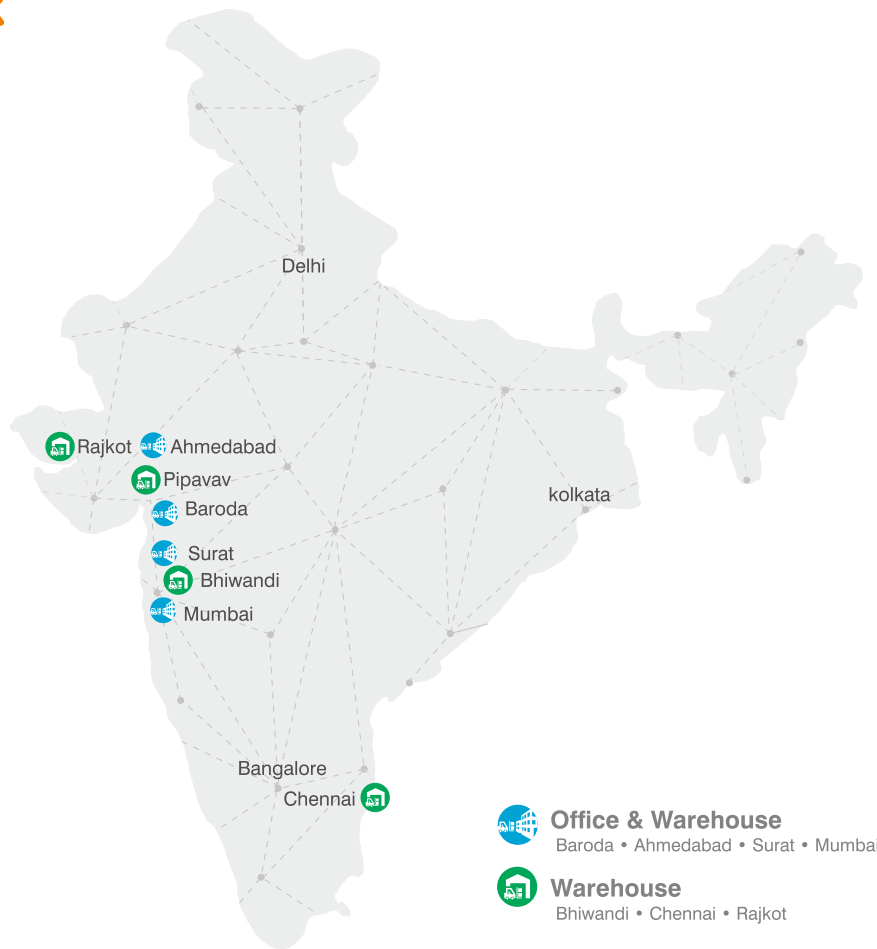 Delhi
Rajkot
Ahmedabad
Pipavav
Baroda
kolkata
Surat
Bhiwandi
Mumbai
Bangalore
Chennai
Office & Warehouse
Baroda • Ahmedabad • Surat • Mumbai
Warehouse
Bhiwandi • Chennai • Rajkot